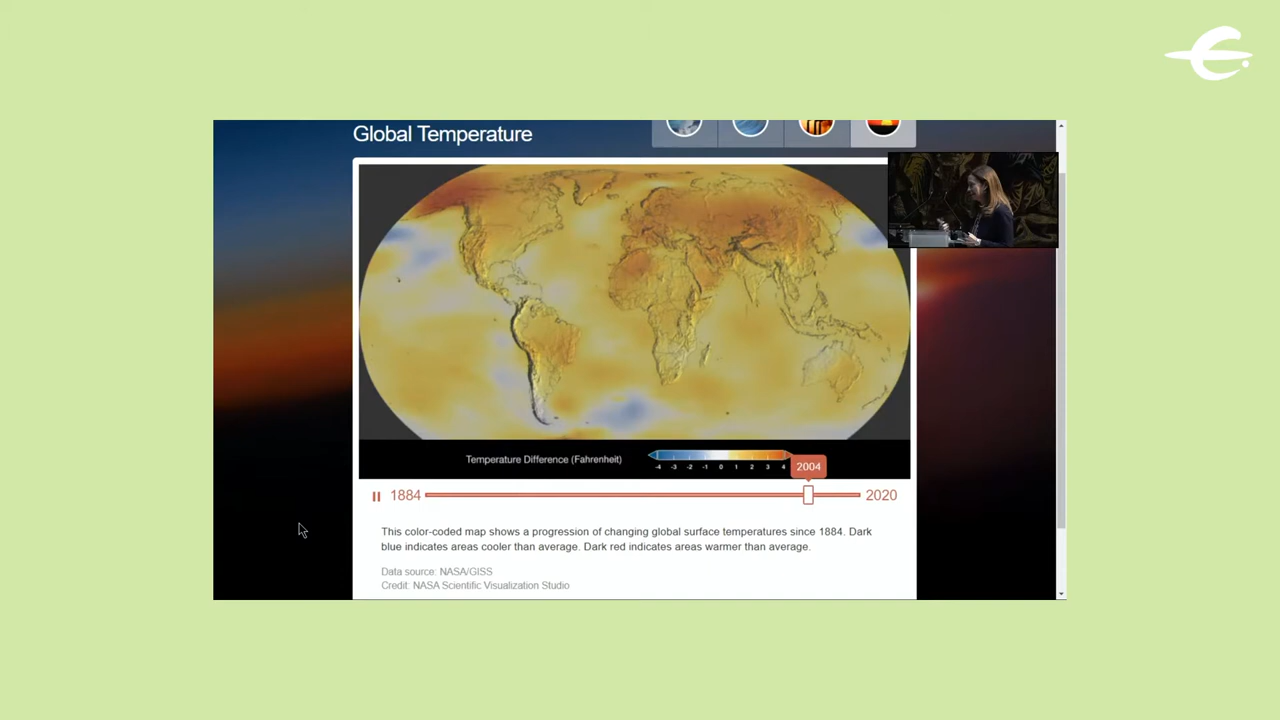 Global Temperature
Temperature Difference (Fahrenheit)
-4 -3 -2 -1 0 1 2 3 4
2004
1884
2020
This color-coded map shows a progression of changing global surface temperatures since 1884. Dark
blue indicates areas cooler than average. Dark red indicates areas warmer than average.
Data source: NASA/GISS
Credit: NASA Scientific Visualization Studio